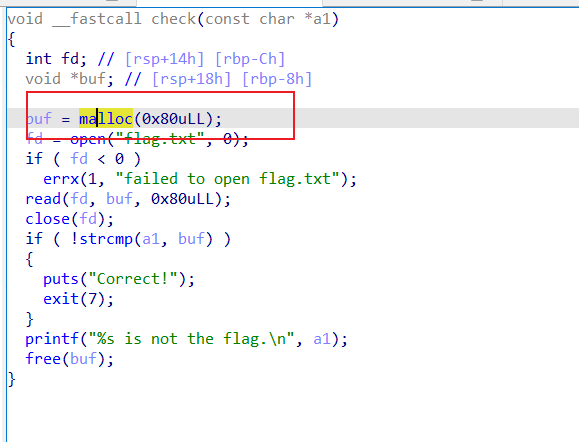 void __fastcall check(const char *a1)
{
  int fd; // [rsp+14h] [rbp-Ch]
  void *buf; // [rsp+18h] [rbp-8h]

  buf = malloc(0x80uLL);
  fd = open("flag.txt", 0);
  if ( fd < 0 )
    errx(1, "failed to open flag.txt");
  read(fd, buf, 0x80uLL);
  close(fd);
  if ( !strcmp(a1, buf) )
  {
    puts("Correct!");
    exit(7);
  }
  printf("%s is not the flag.\n", a1);
  free(buf);
}